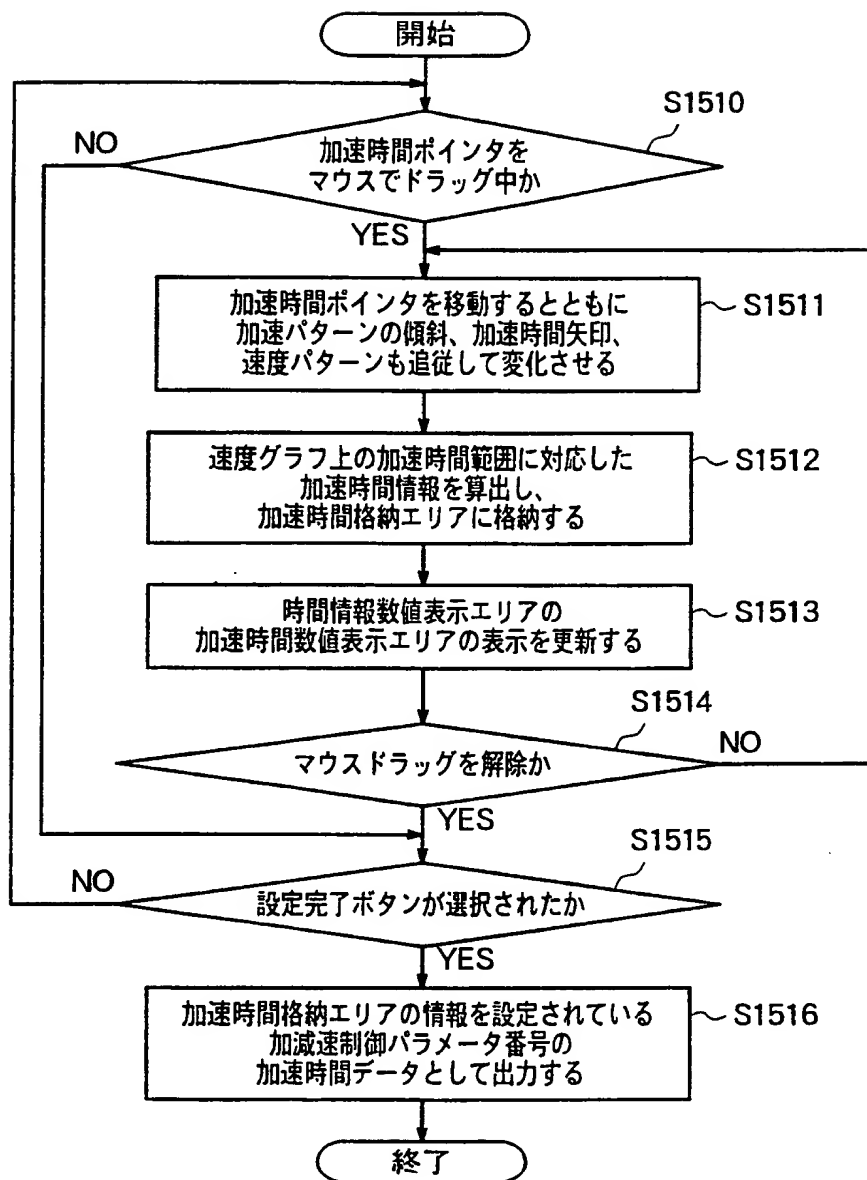 開始
S1510
NO
加速時間ポインタを
マウスでドラッグ中か
YES
加速時間ポインタを移動するとともに
加速パターンの傾斜、加速時間矢印、
速度パターンも追従して変化させる
S1511
速度グラフ上の加速時間範囲に対応した
加速時間情報を算出し、
加速時間格納エリアに格納する
S1512
時間情報数値表示エリアの
加速時間数値表示エリアの表示を更新する
S1513
S1514
マウスドラッグを解除か
NO
YES
S1515
NO
設定完了ボタンが選択されたか
YES
加速時間格納エリアの情報を設定されている
加減速制御パラメータ番号の
加速時間データとして出力する
S1516
終了